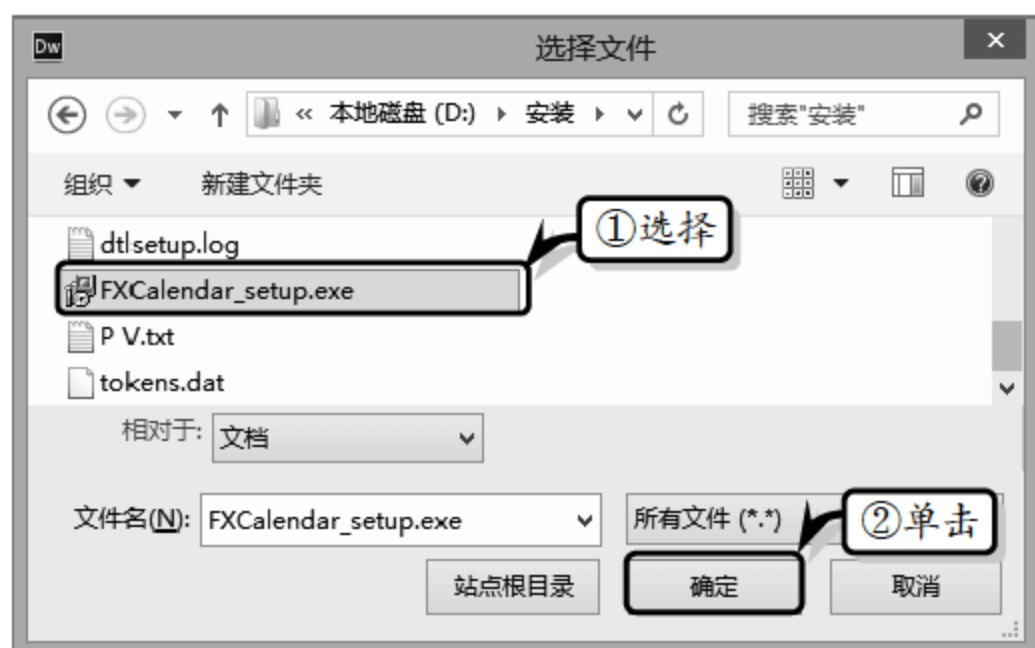 Dw 选择文件
« 本地磁盘 (D:) 安装 搜索"安装"
组织 新建文件夹
①选择
dtlsetup.log
FXCalendar_setup.exe
P V.txt
tokens.dat
相对于: 文档
文件名(N): FXCalendar_setup.exe 所有文件 (*.*)
②单击
站点根目录 确定 取消